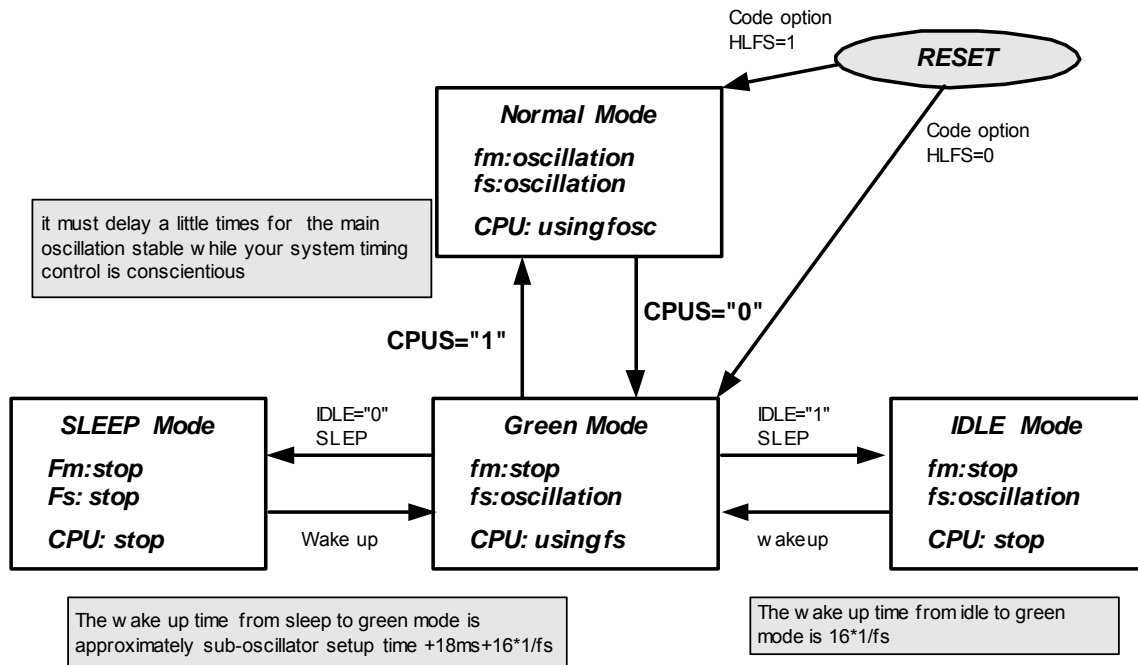 Code option
HLFS=1
RESET
Normal Mode
fm:oscillation
fs:oscillation
CPU: using fosc
Code option
HLFS=0
it must delay a little times for the main
oscillation stable while your system timing
control is conscientious
CPUS="1"
CPUS="0"
SLEEP Mode
Fm:stop
Fs: stop
CPU: stop
IDLE="0"
SLEP
Wake up
Green Mode
fm:stop
fs:oscillation
CPU: using fs
IDLE="1"
SLEP
wakeup
IDLE Mode
fm:stop
fs:oscillation
CPU: stop
The wake up time from sleep to green mode is
approximately sub-oscillator setup time +18ms+16*1/fs
The wake up time from idle to green
mode is 16*1/fs